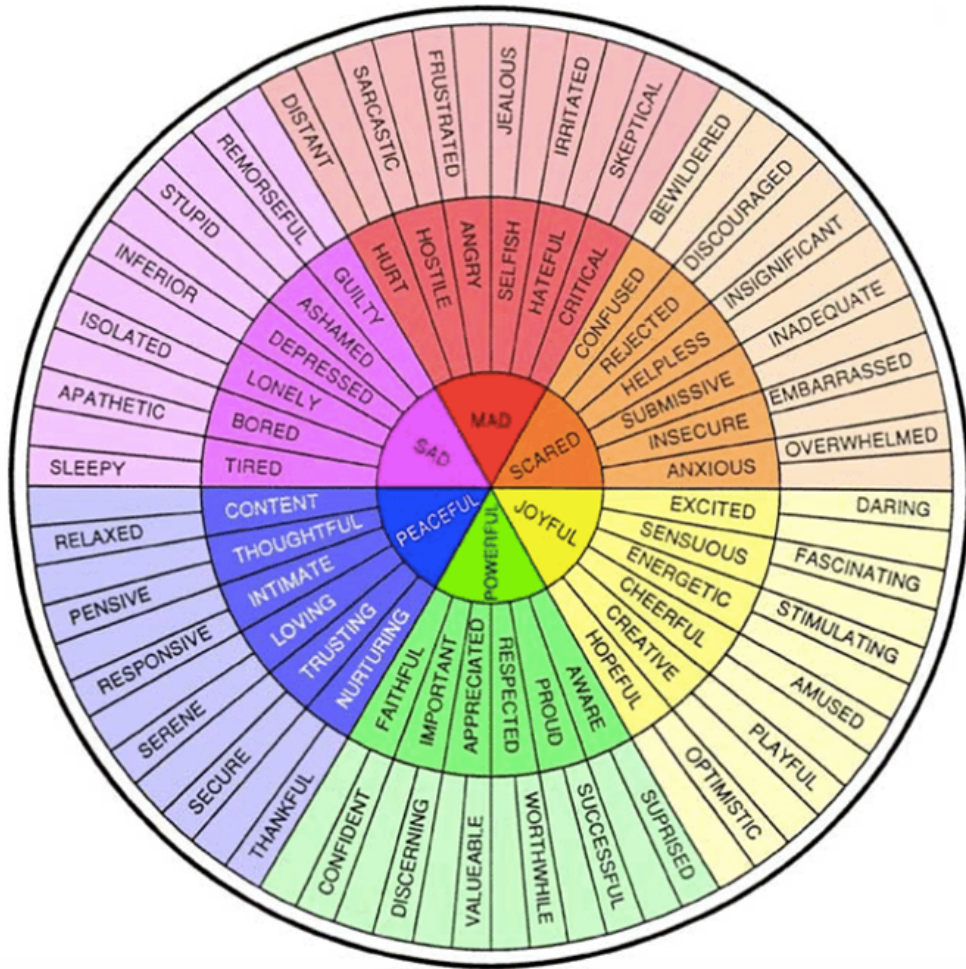 MAD
SCARED
JOYFUL
POWERFUL
PEACEFUL
SAD
HURT
HOSTILE
ANGRY
SELFISH
HATEFUL
CRITICAL
CONFUSED
REJECTED
HELPLESS
SUBMISSIVE
INSECURE
ANXIOUS
EXCITED
SENSUOUS
ENERGETIC
CHEERFUL
CREATIVE
HOPEFUL
AWARE
PROUD
RESPECTED
APPRECIATED
IMPORTANT
FAITHFUL
NURTURING
TRUSTING
LOVING
INTIMATE
THOUGHTFUL
CONTENT
TIRED
BORED
LONELY
DEPRESSED
ASHAMED
GUILTY
DISTANT
SARCASTIC
FRUSTRATED
JEALOUS
IRRITATED
SKEPTICAL
BEWILDERED
DISCOURAGED
INSIGNIFICANT
INADEQUATE
EMBARRASSED
OVERWHELMED
DARING
FASCINATING
STIMULATING
AMUSED
PLAYFUL
OPTIMISTIC
SUPRISED
SUCCESSFUL
WORTHWHILE
VALUEABLE
DISCERNING
CONFIDENT
THANKFUL
SECURE
SERENE
RESPONSIVE
PENSIVE
RELAXED
SLEEPY
APATHETIC
ISOLATED
INFERIOR
STUPID
REMORSEFUL